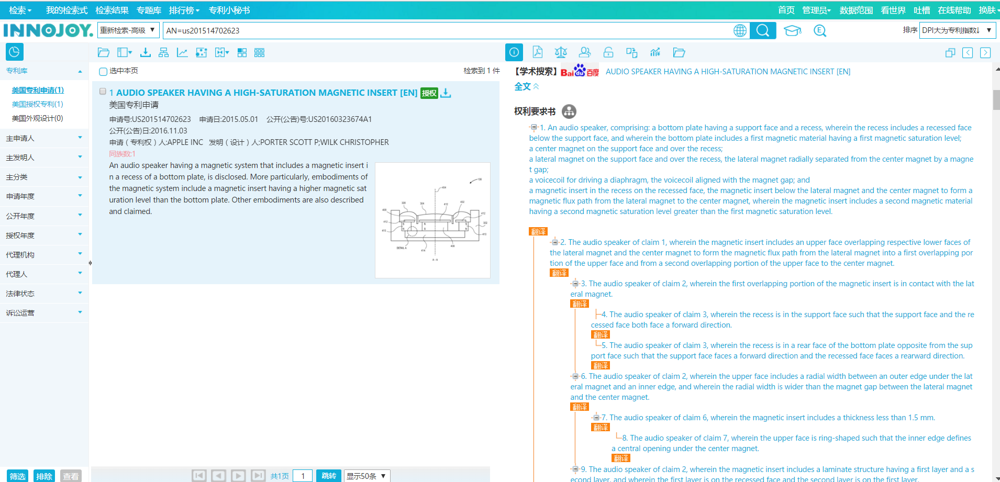 检索 我的检索式 检索结果 专题库 排行榜 专利小秘书 首页 管理员 数据范围 看世界 吐槽 在线帮助 换肤
INNOJOY. 重新检索-高级 ▼ AN=us201514702623 排序 DPI大为专利指数↓ ▼
专利库
美国专利申请(1)
美国授权专利(1)
美国外观设计(0)
主申请人
主发明人
主分类
申请年度
公开年度
授权年度
代理机构
代理人
法律状态
诉讼运营
筛选 排除 查看
选中本页 检索到 1 件
1 AUDIO SPEAKER HAVING A HIGH-SATURATION MAGNETIC INSERT [EN] 授权
美国专利申请
申请号:US201514702623 申请日:2015.05.01 公开(公告)号:US20160323674A1
公开(公告)日:2016.11.03
申请（专利权）人:APPLE INC 发明（设计）人:PORTER SCOTT P;WILK CHRISTOPHER
同族数:1
An audio speaker having a magnetic system that includes a magnetic insert i
n a recess of a bottom plate, is disclosed. More particularly, embodiments of
the magnetic system include a magnetic insert having a higher magnetic sat
uration level than the bottom plate. Other embodiments are also described
and claimed.
DETAIL A
A - A
共1页 1 跳转 显示50条 ▼
【学术搜索】 Bai du 百度 AUDIO SPEAKER HAVING A HIGH-SATURATION MAGNETIC INSERT [EN]
全文
权利要求书
1. An audio speaker, comprising: a bottom plate having a support face and a recess, wherein the recess includes a recessed face
below the support face, and wherein the bottom plate includes a first magnetic material having a first magnetic saturation level;
a center magnet on the support face and over the recess;
a lateral magnet on the support face and over the recess, the lateral magnet radially separated from the center magnet by a magne
t gap;
a voicecoil for driving a diaphragm, the voicecoil aligned with the magnet gap; and
a magnetic insert in the recess on the recessed face, the magnetic insert below the lateral magnet and the center magnet to form a
magnetic flux path from the lateral magnet to the center magnet, wherein the magnetic insert includes a second magnetic material
having a second magnetic saturation level greater than the first magnetic saturation level.
翻译
2. The audio speaker of claim 1, wherein the magnetic insert includes an upper face overlapping respective lower faces of
the lateral magnet and the center magnet to form the magnetic flux path from the lateral magnet into a first overlapping por
tion of the upper face and from a second overlapping portion of the upper face to the center magnet.
翻译
3. The audio speaker of claim 2, wherein the first overlapping portion of the magnetic insert is in contact with the lat
eral magnet.
翻译
4. The audio speaker of claim 3, wherein the recess is in the support face such that the support face and the re
cessed face both face a forward direction.
翻译
5. The audio speaker of claim 3, wherein the recess is in a rear face of the bottom plate opposite from the sup
port face such that the support face faces a forward direction and the recessed face faces a rearward direction.
翻译
6. The audio speaker of claim 2, wherein the upper face includes a radial width between an outer edge under the lat
eral magnet and an inner edge, and wherein the radial width is wider than the magnet gap between the lateral magnet
and the center magnet.
翻译
7. The audio speaker of claim 6, wherein the magnetic insert includes a thickness less than 1.5 mm.
翻译
8. The audio speaker of claim 7, wherein the upper face is ring-shaped such that the inner edge defines
a central opening under the center magnet.
翻译
9. The audio speaker of claim 2, wherein the magnetic insert includes a laminate structure having a first layer and a s
econd layer, and wherein the first layer is on the recessed face and the second layer is on the first layer.